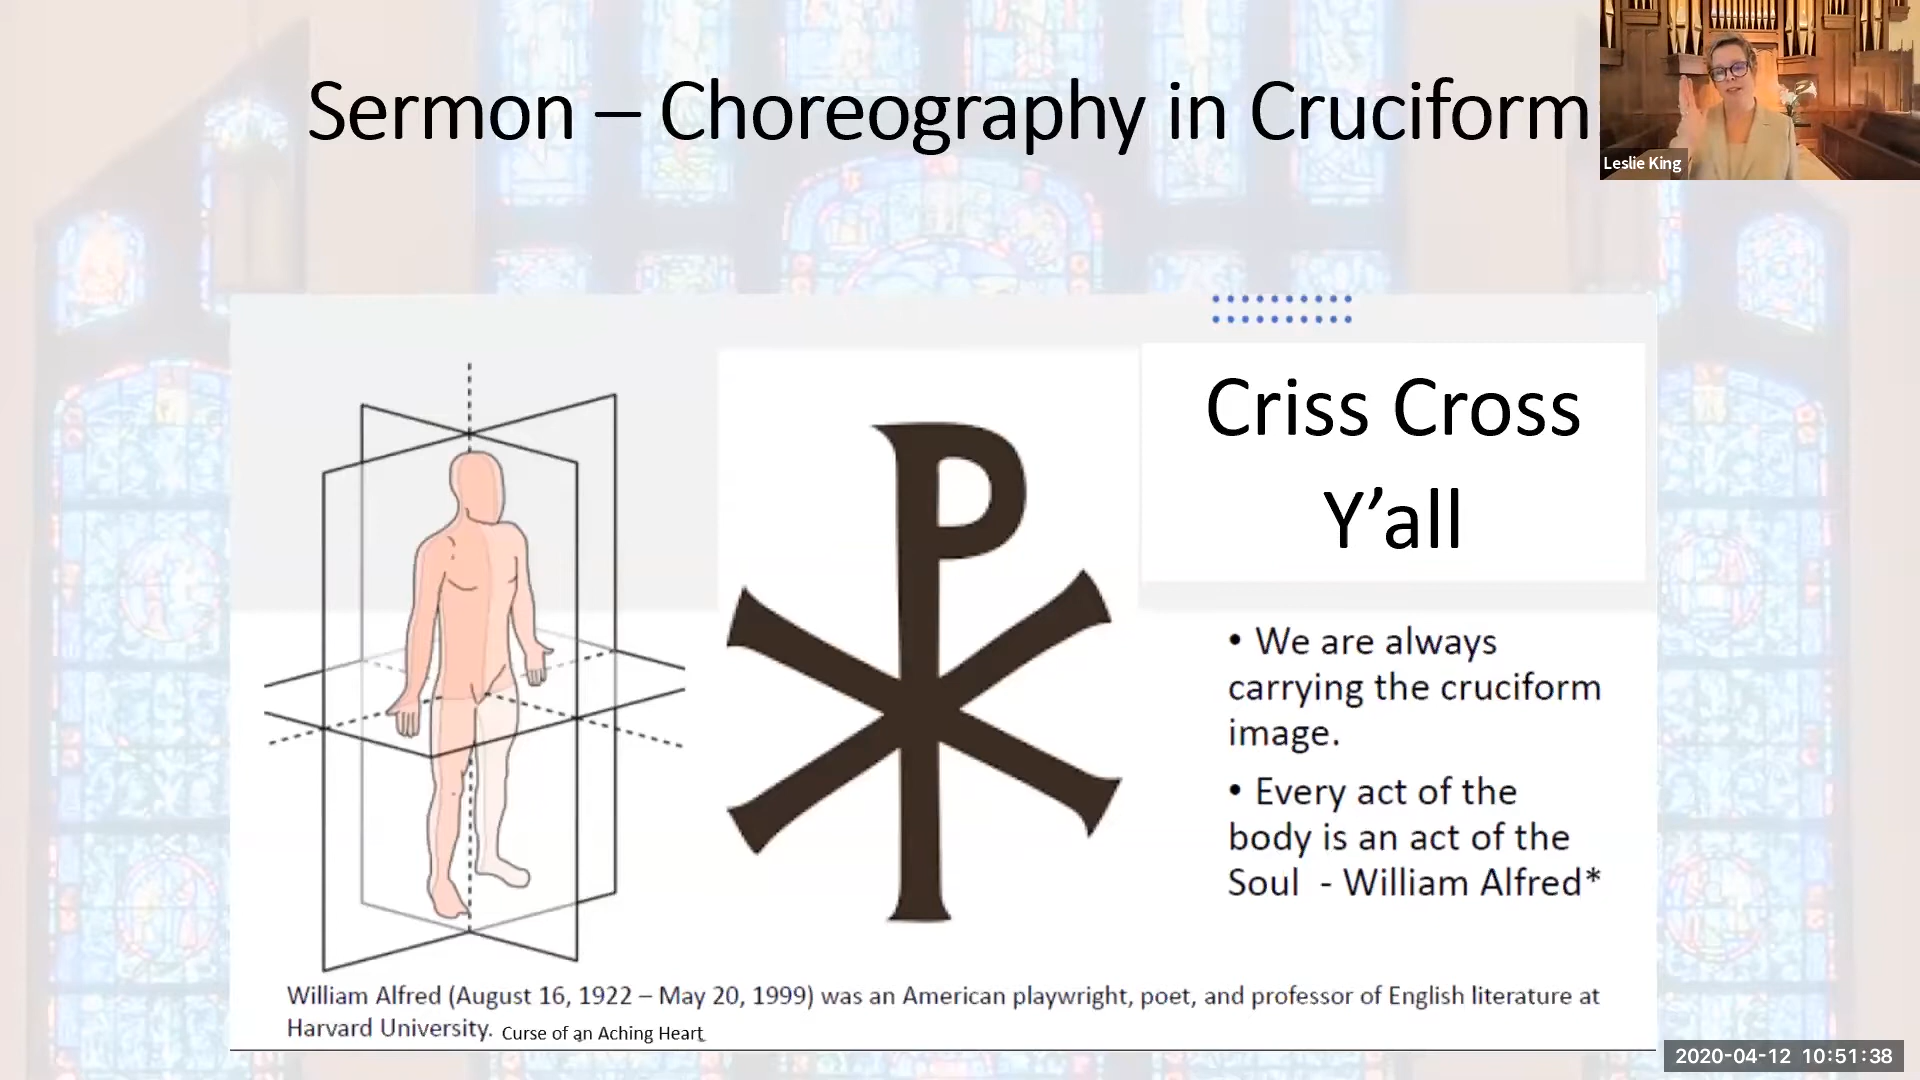 Sermon – Choreography in Cruciform
Leslie King
Criss Cross
Y'all
• We are always
carrying the cruciform
image.
• Every act of the
body is an act of the
Soul - William Alfred*
William Alfred (August 16, 1922 – May 20, 1999) was an American playwright, poet, and professor of English literature at
Harvard University. Curse of an Aching Heart
2020-04-12 10:51:38